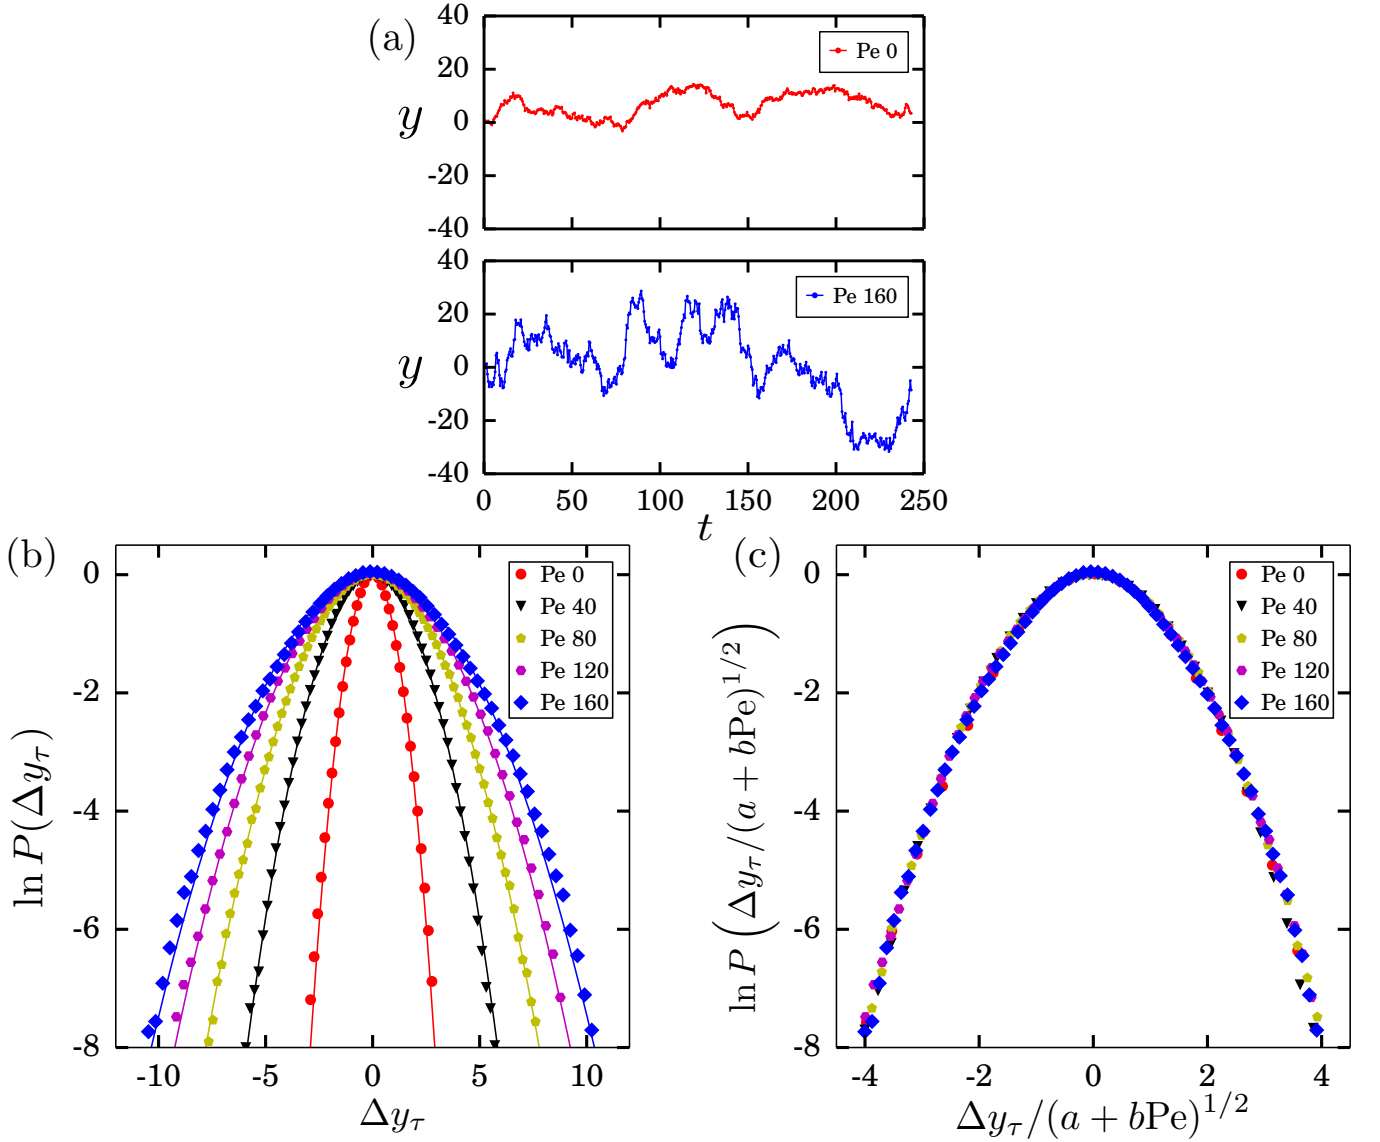 (a)
40
20
0
-20
-40
y
Pe 0
40
20
0
-20
-40
y
Pe 160
0 50 100 150 200 250
t
(b)
0
-2
-4
-6
-8
ln P(Δy_τ)
Pe 0
Pe 40
Pe 80
Pe 120
Pe 160
-10 -5 0 5 10
Δy_τ
(c)
0
-2
-4
-6
-8
ln P (Δy_τ/(a + bPe)^{1/2})
Pe 0
Pe 40
Pe 80
Pe 120
Pe 160
-4 -2 0 2 4
Δy_τ/(a + bPe)^{1/2}